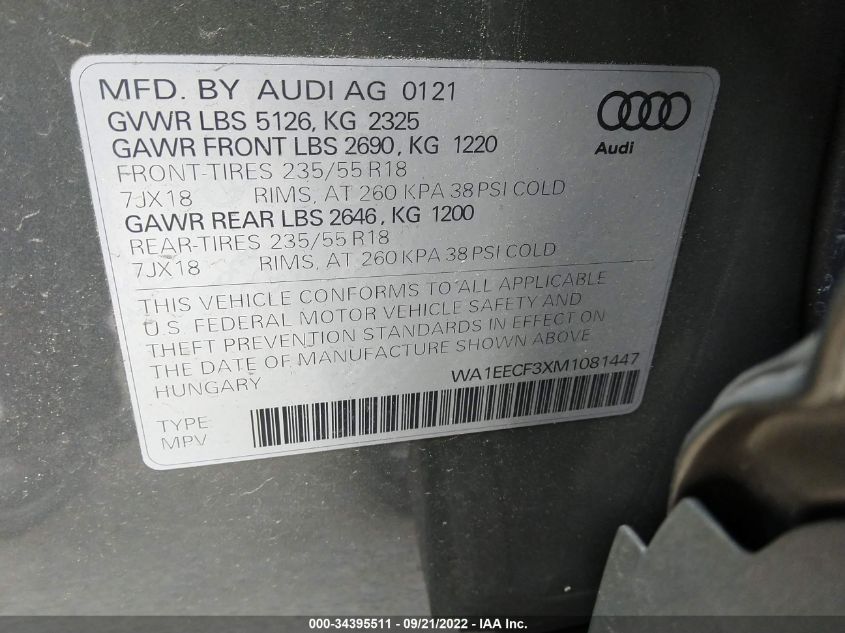 MFD. BY AUDI AG 0121
GVWR LBS 5126, KG 2325
GAWR FRONT LBS 2690, KG 1220
FRONT-TIRES 235/55 R18
7JX18 RIMS, AT 260 KPA 38 PSI COLD
GAWR REAR LBS 2646, KG 1200
REAR-TIRES 235/55 R18
7JX18 RIMS, AT 260 KPA 38 PSI COLD
Audi
THIS VEHICLE CONFORMS TO ALL APPLICABLE
U.S. FEDERAL MOTOR VEHICLE SAFETY AND
THEFT PREVENTION STANDARDS IN EFFECT ON
THE DATE OF MANUFACTURE SHOWN ABOVE
HUNGARY
WA1EECF3XM1081447
TYPE:
MPV
000-34395511 - 09/21/2022 - IAA Inc.